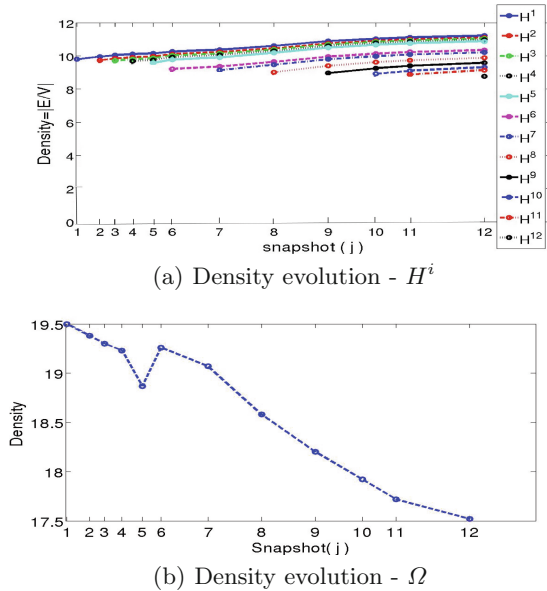 12
10
8
6
4
2
0
Density=|E/V|
1 2 3 4 5 6 7 8 9 10 11 12
snapshot(j)
H¹
H²
H³
H⁴
H⁵
H⁶
H⁷
H⁸
H⁹
H¹⁰
H¹¹
H¹²
(a) Density evolution - Hⁱ
19.5
19
18.5
18
17.5
Density
1 2 3 4 5 6 7 8 9 10 11 12
Snapshot(j)
(b) Density evolution - Ω